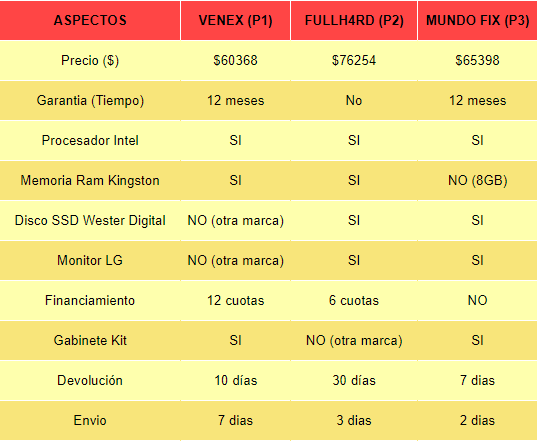 ASPECTOS VENEX (P1) FULLH4RD (P2) MUNDO FIX (P3)
Precio ($) $60368 $76254 $65398
Garantia (Tiempo) 12 meses No 12 meses
Procesador Intel SI SI SI
Memoria Ram Kingston SI SI NO (8GB)
Disco SSD Wester Digital NO (otra marca) SI SI
Monitor LG NO (otra marca) SI SI
Financiamiento 12 cuotas 6 cuotas NO
Gabinete Kit SI NO (otra marca) SI
Devolución 10 días 30 días 7 dias
Envio 7 dias 3 dias 2 dias